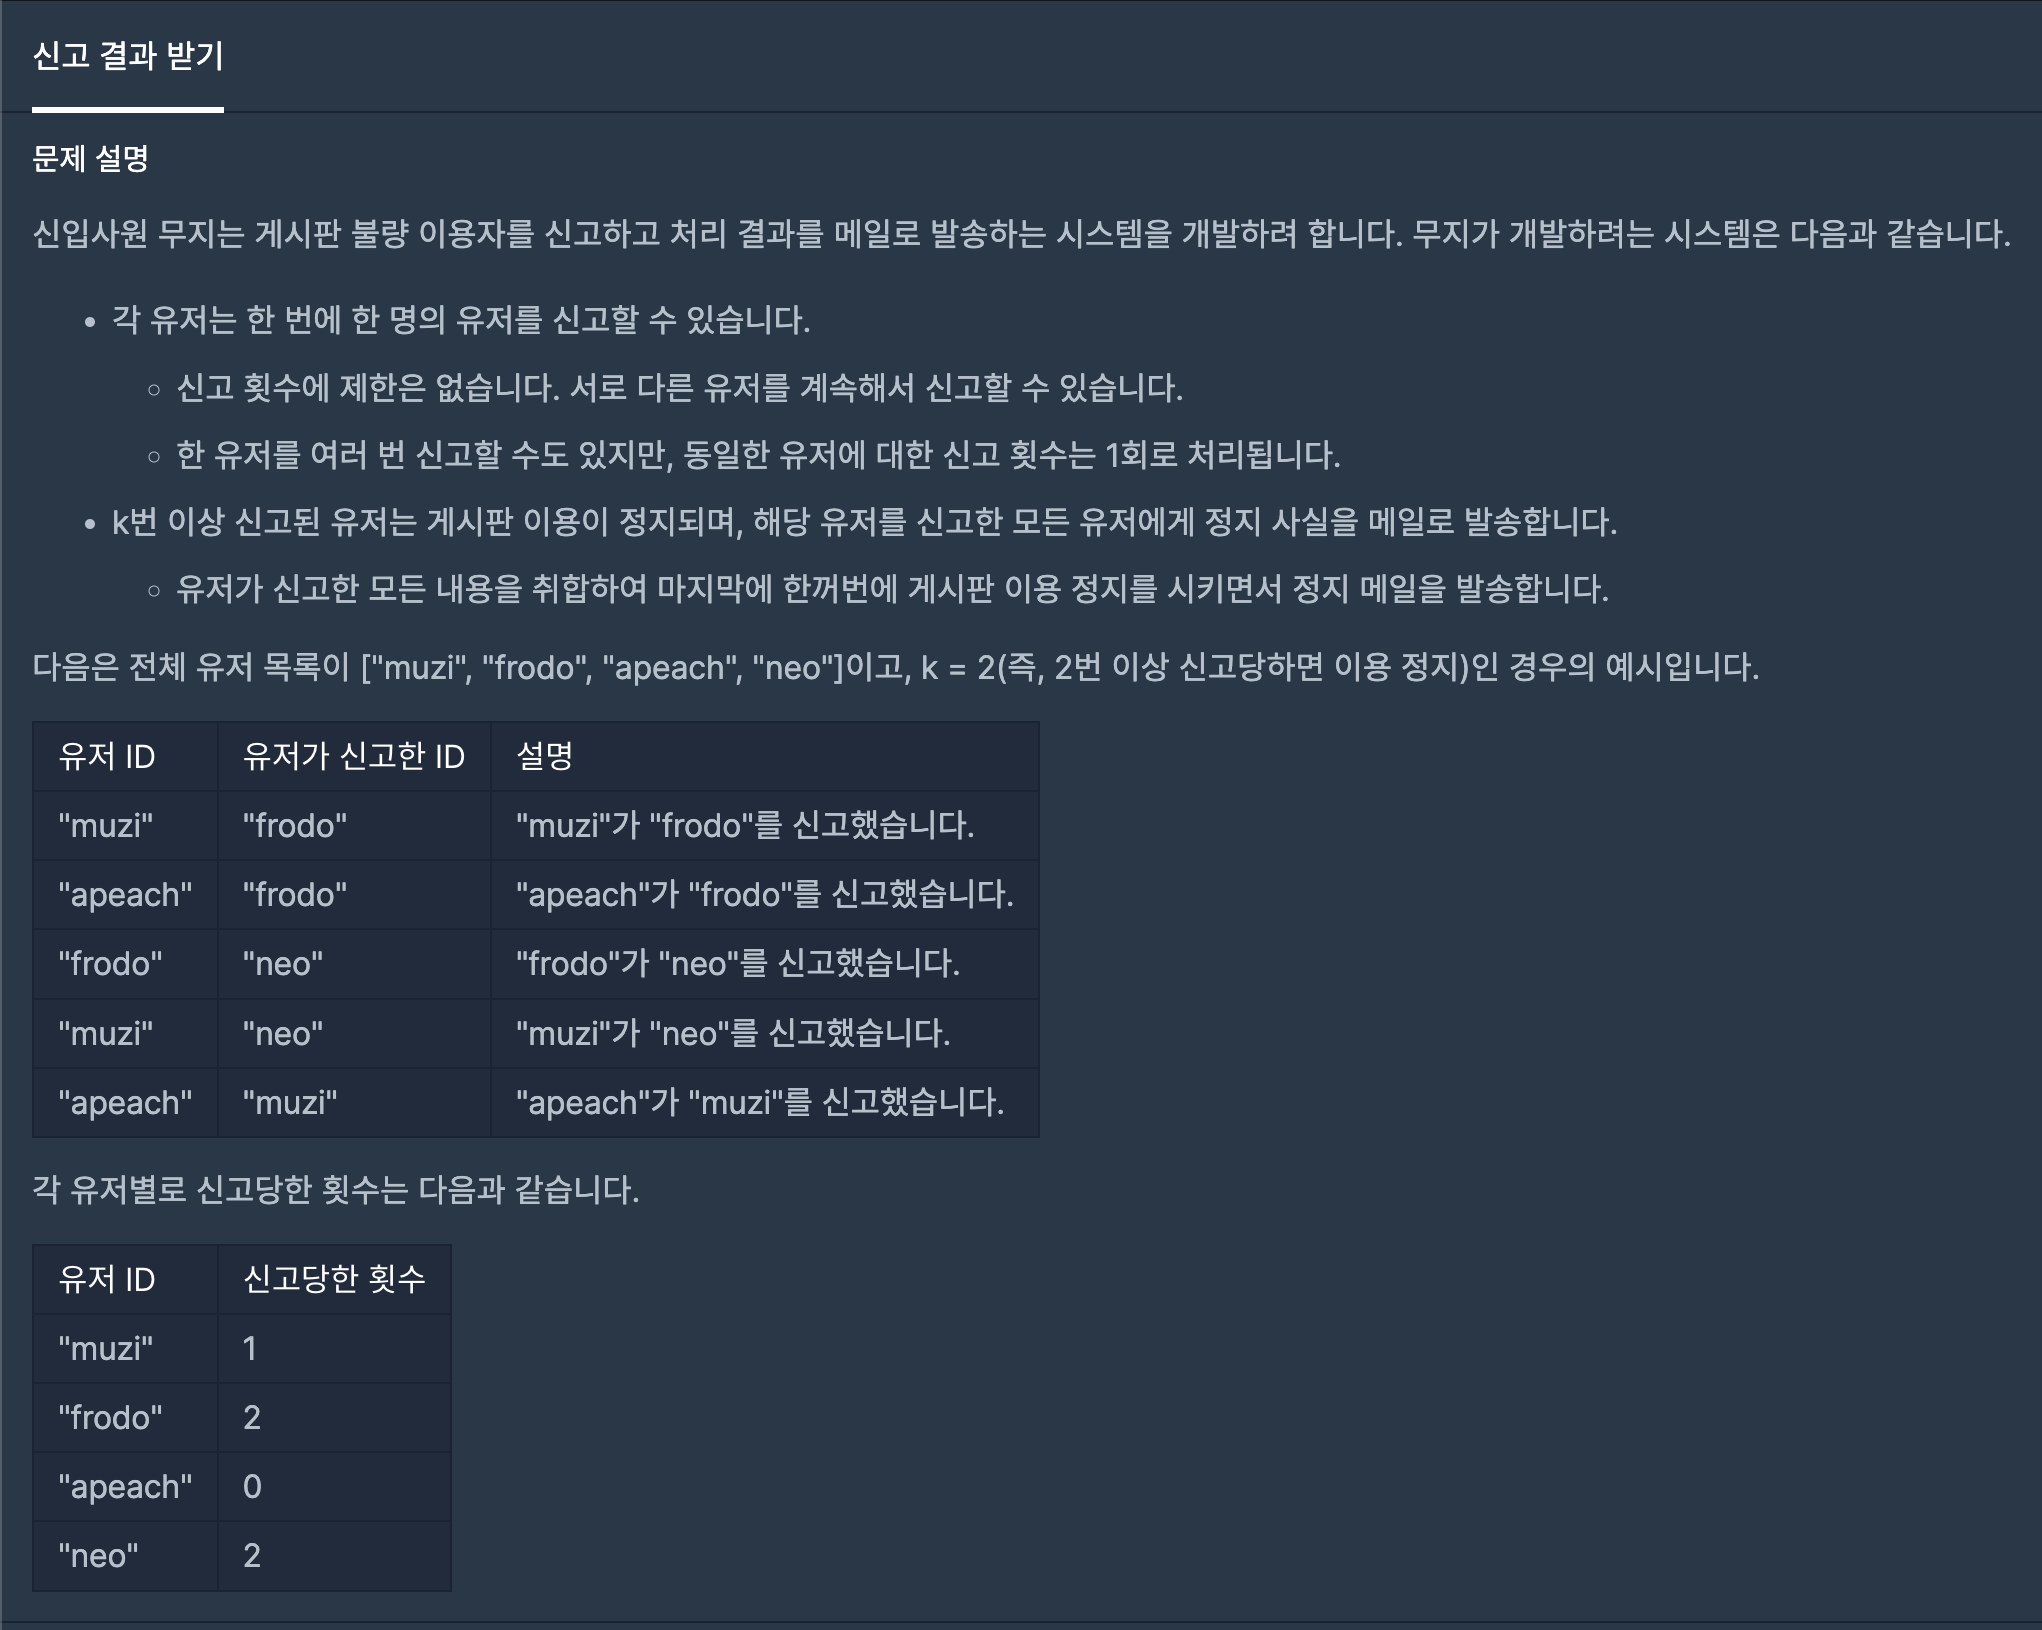 신고 결과 받기
문제 설명
신입사원 무지는 게시판 불량 이용자를 신고하고 처리 결과를 메일로 발송하는 시스템을 개발하려 합니다. 무지가 개발하려는 시스템은 다음과 같습니다.
• 각 유저는 한 번에 한 명의 유저를 신고할 수 있습니다.
◦ 신고 횟수에 제한은 없습니다. 서로 다른 유저를 계속해서 신고할 수 있습니다.
◦ 한 유저를 여러 번 신고할 수도 있지만, 동일한 유저에 대한 신고 횟수는 1회로 처리됩니다.
• k번 이상 신고된 유저는 게시판 이용이 정지되며, 해당 유저를 신고한 모든 유저에게 정지 사실을 메일로 발송합니다.
◦ 유저가 신고한 모든 내용을 취합하여 마지막에 한꺼번에 게시판 이용 정지를 시키면서 정지 메일을 발송합니다.
다음은 전체 유저 목록이 ["muzi", "frodo", "apeach", "neo"]이고, k = 2(즉, 2번 이상 신고당하면 이용 정지)인 경우의 예시입니다.
유저 ID 유저가 신고한 ID 설명
"muzi" "frodo" "muzi"가 "frodo"를 신고했습니다.
"apeach" "frodo" "apeach"가 "frodo"를 신고했습니다.
"frodo" "neo" "frodo"가 "neo"를 신고했습니다.
"muzi" "neo" "muzi"가 "neo"를 신고했습니다.
"apeach" "muzi" "apeach"가 "muzi"를 신고했습니다.
각 유저별로 신고당한 횟수는 다음과 같습니다.
유저 ID 신고당한 횟수
"muzi" 1
"frodo" 2
"apeach" 0
"neo" 2